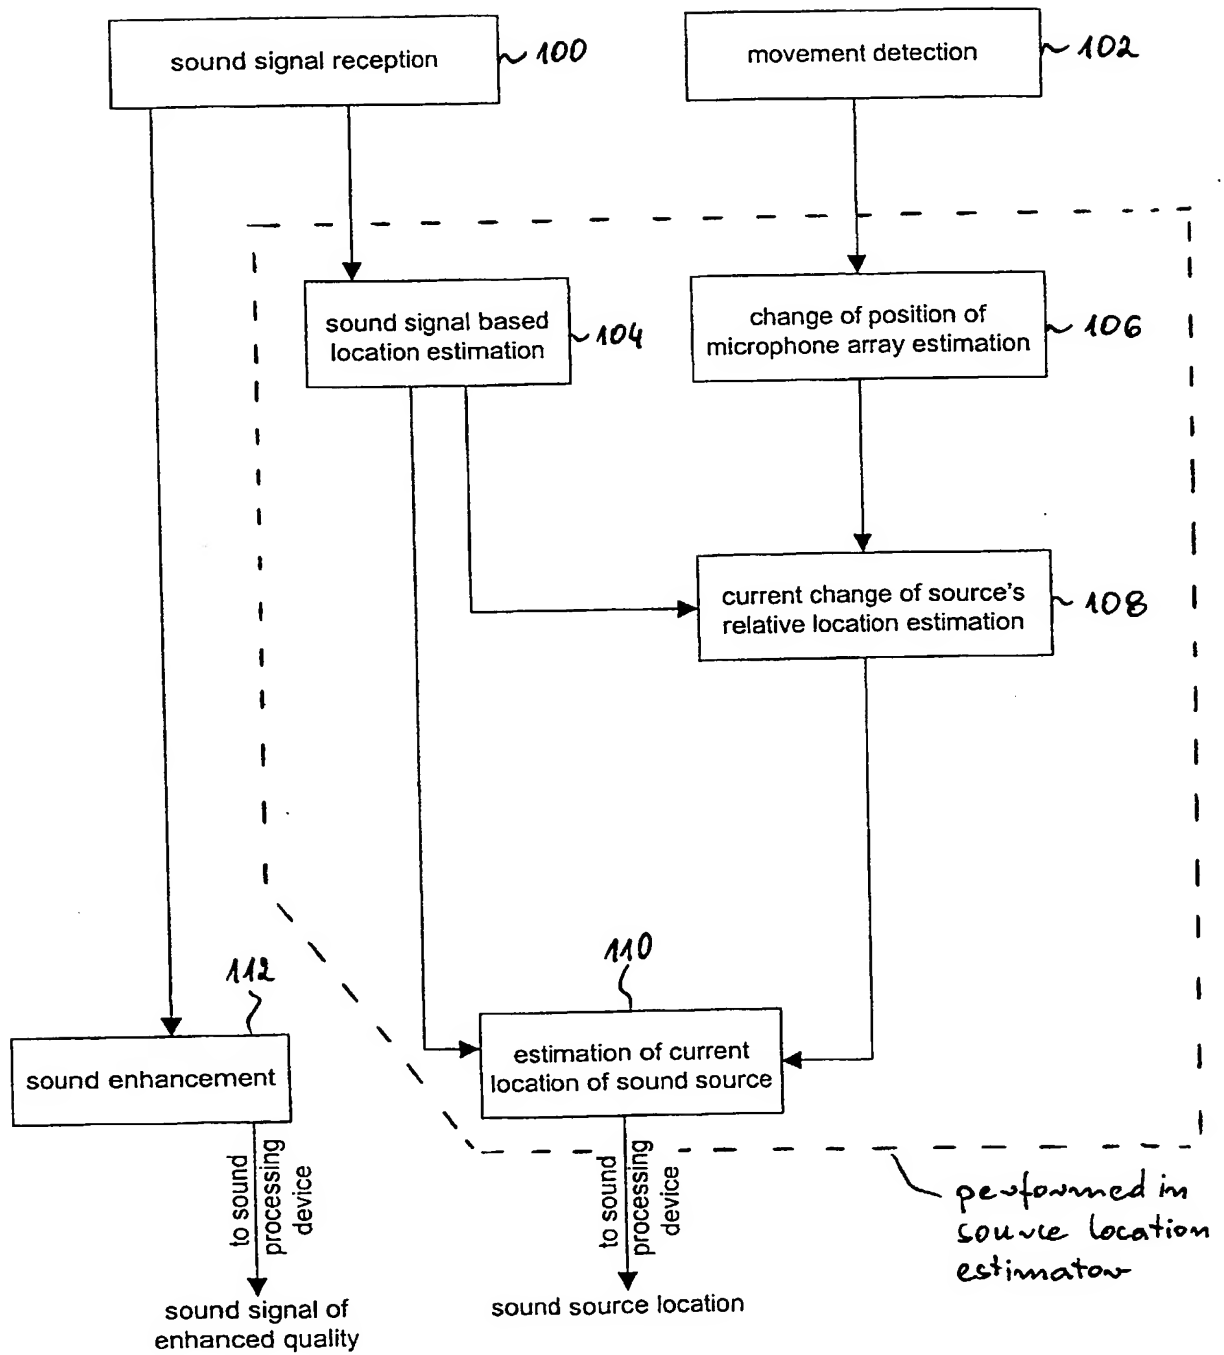 sound signal reception
100
movement detection
102
sound signal based
location estimation
104
change of position of
microphone array estimation
106
current change of source's
relative location estimation
108
110
112
estimation of current
location of sound source
sound enhancement
to sound
processing
device
to sound
processing
device
performed in
source location
estimator
sound signal of
enhanced quality
sound source location